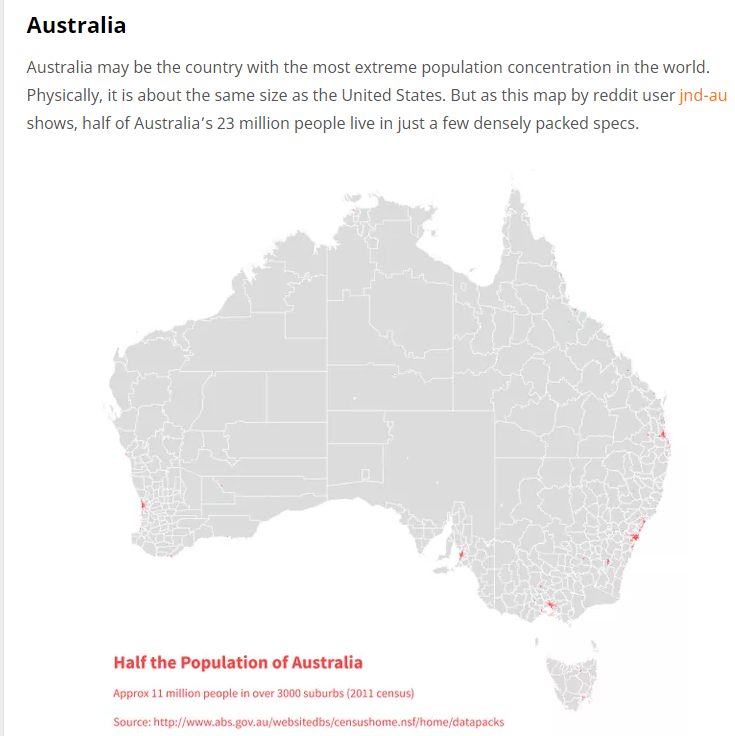 Australia
Australia may be the country with the most extreme population concentration in the world.
Physically, it is about the same size as the United States. But as this map by reddit user jnd-au
shows, half of Australia’s 23 million people live in just a few densely packed specs.
Half the Population of Australia
Approx 11 million people in over 3000 suburbs (2011 census)
Source: http://www.abs.gov.au/websitedbs/censushome.nsf/home/datapacks